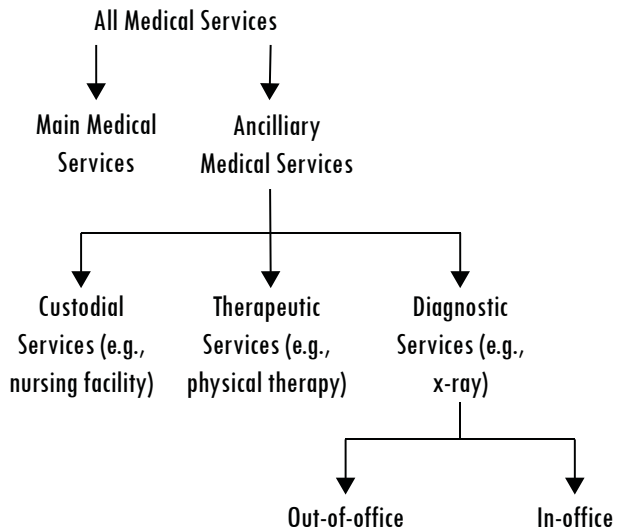 All Medical Services
Main Medical
Services
Ancilliary
Medical Services
Custodial
Services (e.g.,
nursing facility)
Therapeutic
Services (e.g.,
physical therapy)
Diagnostic
Services (e.g.,
x-ray)
Out-of-office
In-office